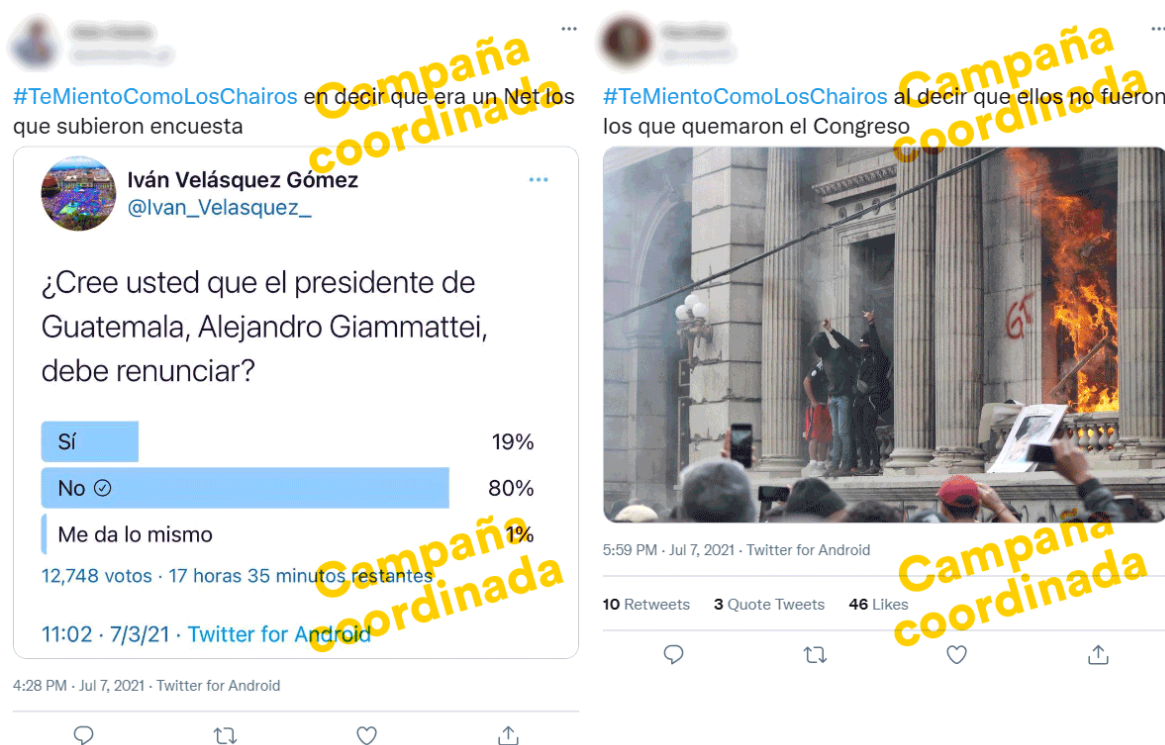 #TeMientoComoLosChairos en decir que era un Net los
que subieron encuesta
Campaña
coordinada
Iván Velásquez Gómez
@Ivan_Velasquez_
¿Cree usted que el presidente de
Guatemala, Alejandro Giammattei,
debe renunciar?
Sí 19%
No 80%
Me da lo mismo 1%
12,748 votos · 17 horas 35 minutos restantes
Campaña
coordinada
11:02 · 7/3/21 · Twitter for Android
4:28 PM · Jul 7, 2021 · Twitter for Android
#TeMientoComoLosChairos al decir que ellos no fueron
los que quemaron el Congreso
Campaña
coordinada
GT
5:59 PM · Jul 7, 2021 · Twitter for Android
10 Retweets 3 Quote Tweets 46 Likes
Campaña
coordinada